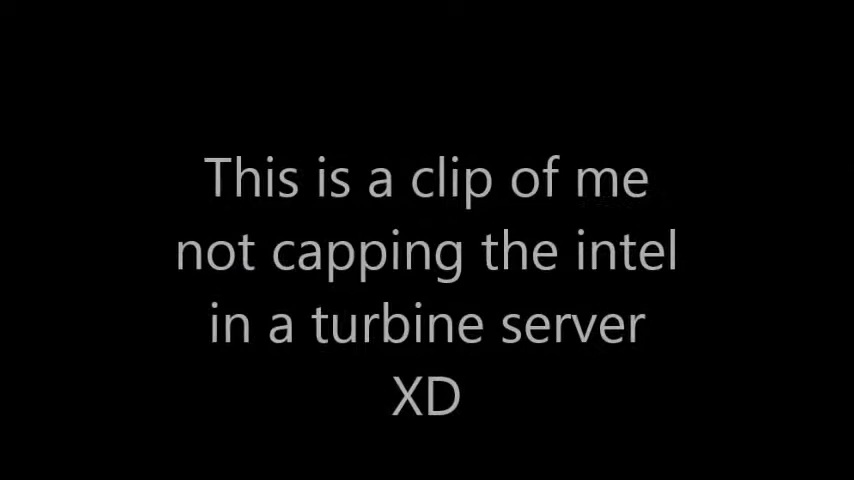 This is a clip of me
not capping the intel
in a turbine server
XD